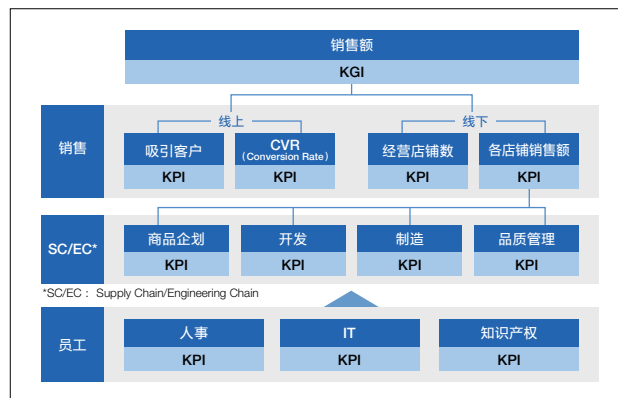 销售额
KGI
线上
线下
销售
吸引客户
KPI
CVR
(Conversion Rate)
KPI
经营店铺数
KPI
各店铺销售额
KPI
SC/EC*
商品企划
KPI
开发
KPI
制造
KPI
品质管理
KPI
*SC/EC： Supply Chain/Engineering Chain
员工
人事
KPI
IT
KPI
知识产权
KPI